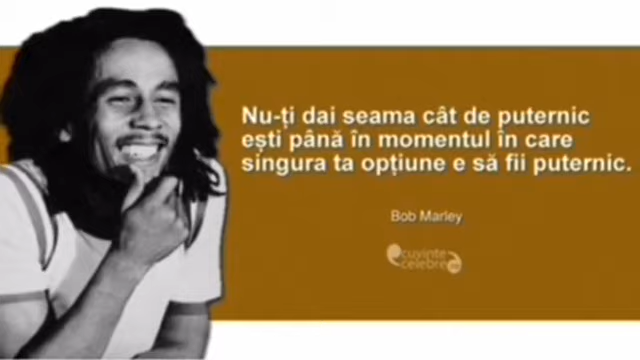 Nu-ți dai seama cât de puternic
ești până în momentul în care
singura ta opțiune e să fii puternic.
Bob Marley
cuvinte
celebre